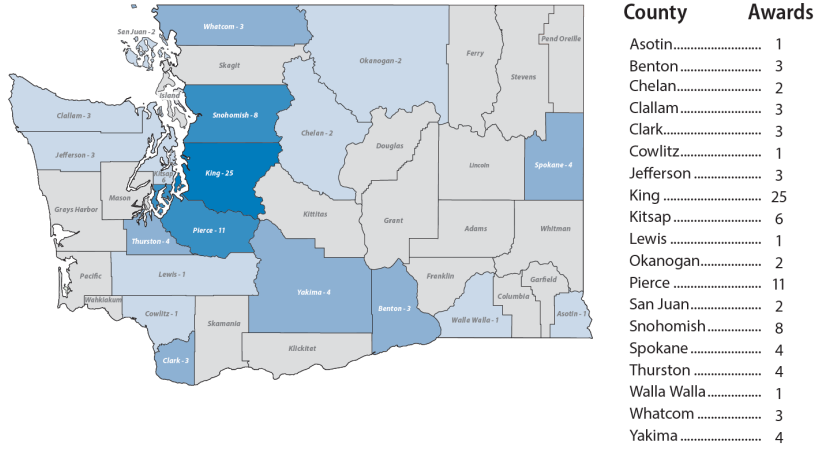 San Juan - 2
Whatcom - 3
Skagit
Island
Okanogan - 2
Ferry
Stevens
Pend Oreille
Clallam - 3
Snohomish - 8
Chelan - 2
Douglas
Jefferson - 3
Kitsap
6
King - 25
Lincoln
Spokane - 4
Mason
Grays Harbor
Pierce - 11
Kittitas
Grant
Adams
Whitman
Thurston - 4
Pacific
Lewis - 1
Yakima - 4
Franklin
Garfield
Columbia
Wahkiakum
Cowlitz - 1
Skamania
Benton - 3
Walla Walla - 1
Asotin - 1
Klickitet
Clark - 3
County Awards
Asotin........................... 1
Benton.......................... 3
Chelan.......................... 2
Clallam......................... 3
Clark.............................. 3
Cowlitz......................... 1
Jefferson ..................... 3
King ............................. 25
Kitsap .......................... 6
Lewis ............................ 1
Okanogan.................. 2
Pierce ........................... 11
San Juan ..................... 2
Snohomish................ 8
Spokane ..................... 4
Thurston ..................... 4
Walla Walla................ 1
Whatcom ................... 3
Yakima ........................ 4